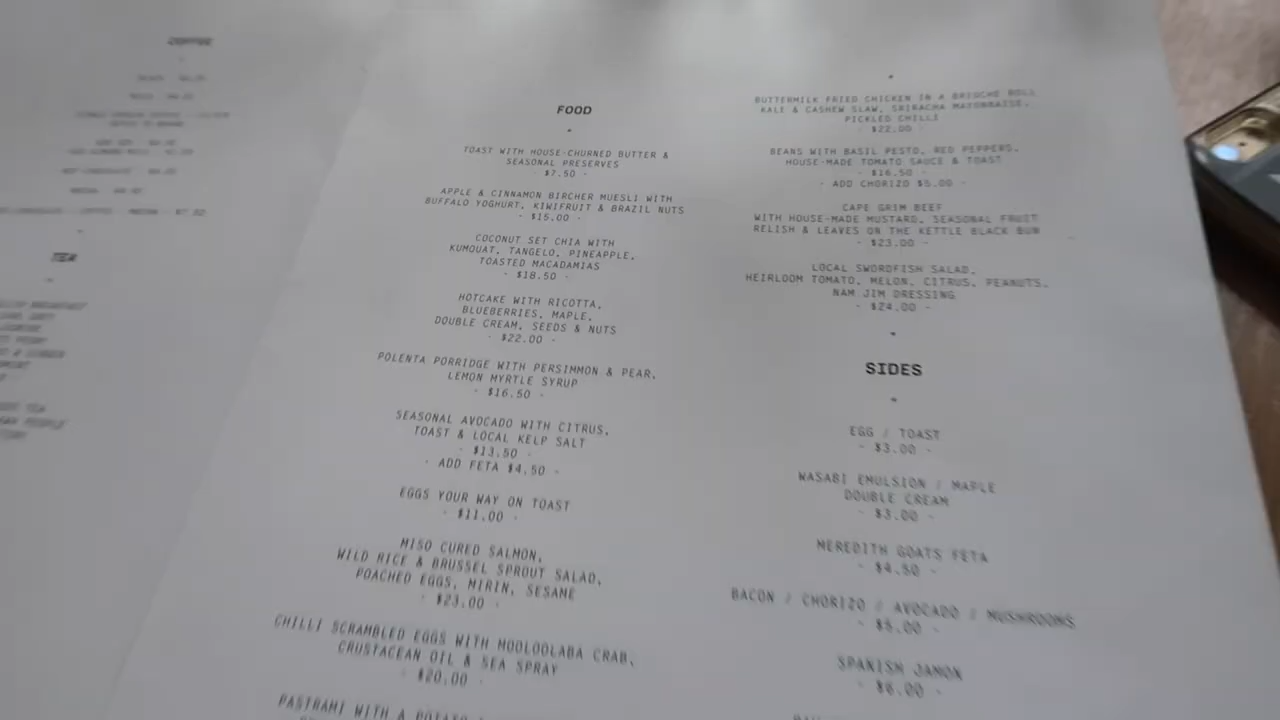 COFFEE
TEA
FOOD
TOAST WITH HOUSE-CHURNED BUTTER &
SEASONAL PRESERVES
- $7.50 -
APPLE & CINNAMON BIRCHER MUESLI WITH
BUFFALO YOGHURT, KIWIFRUIT & BRAZIL NUTS
- $15.00 -
COCONUT SET CHIA WITH
KUMQUAT, TANGELO, PINEAPPLE,
TOASTED MACADAMIAS
- $18.50 -
HOTCAKE WITH RICOTTA,
BLUEBERRIES, MAPLE,
DOUBLE CREAM, SEEDS & NUTS
- $22.00 -
POLENTA PORRIDGE WITH PERSIMMON & PEAR,
LEMON MYRTLE SYRUP
- $16.50 -
SEASONAL AVOCADO WITH CITRUS,
TOAST & LOCAL KELP SALT
- $13.50 -
- ADD FETA $4.50 -
EGGS YOUR WAY ON TOAST
- $11.00 -
MISO CURED SALMON,
WILD RICE & BRUSSEL SPROUT SALAD,
POACHED EGGS, MIRIN, SESAME
- $23.00 -
CHILLI SCRAMBLED EGGS WITH MOOLOOLABA CRAB,
CRUSTACEAN OIL & SEA SPRAY
- $20.00 -
PASTRAMI WITH A POTATO
BUTTERMILK FRIED CHICKEN IN A BRIOCHE ROLL
KALE & CASHEW SLAW, SRIRACHA MAYONNAISE,
PICKLED CHILLI
- $22.00 -
BEANS WITH BASIL PESTO, RED PEPPERS,
HOUSE-MADE TOMATO SAUCE & TOAST
- $16.50 -
- ADD CHORIZO $5.00 -
CAPE GRIM BEEF
WITH HOUSE-MADE MUSTARD, SEASONAL FRUIT
RELISH & LEAVES ON THE KETTLE BLACK BUN
- $23.00 -
LOCAL SWORDFISH SALAD,
HEIRLOOM TOMATO, MELON, CITRUS, PEANUTS,
NAM JIM DRESSING
- $24.00 -
SIDES
EGG / TOAST
- $3.00 -
WASABI EMULSION / MAPLE
DOUBLE CREAM
- $3.00 -
MEREDITH GOATS FETA
- $4.50 -
BACON / CHORIZO / AVOCADO / MUSHROOMS
- $5.00 -
SPANISH JAMON
- $6.00 -